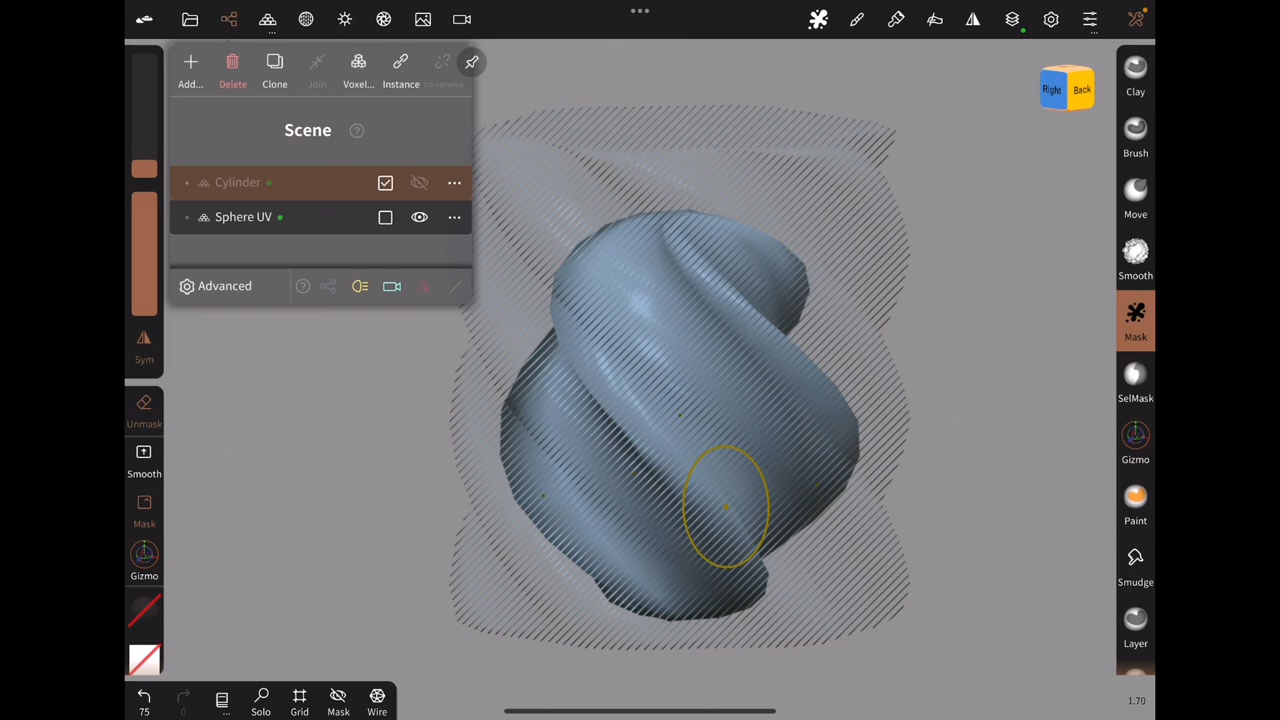 Add...
Delete
Clone
Join
Voxel...
Instance
Un-instance
Scene
?
Cylinder
Sphere UV
Advanced
?
Right
Back
Sym
Unmask
Smooth
Mask
Gizmo
Clay
Brush
Move
Smooth
Mask
SelMask
Gizmo
Paint
Smudge
Layer
75
0
...
Solo
Grid
Mask
Wire
1.70